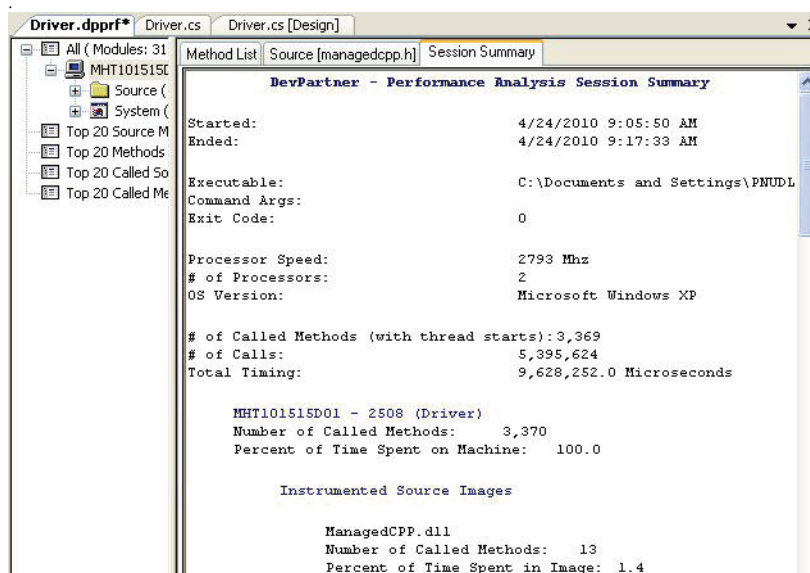 Driver.dpprf* Driver.cs Driver.cs [Design]
All ( Modules: 31
MHT101515D
Source (
System (
Top 20 Source M
Top 20 Methods
Top 20 Called So
Top 20 Called Me
Method List Source [managedcpp.h] Session Summary
DevPartner - Performance Analysis Session Summary
Started: 4/24/2010 9:05:50 AM
Ended: 4/24/2010 9:17:33 AM
Executable: C:\Documents and Settings\PNUDL
Command Args:
Exit Code: 0
Processor Speed: 2793 Mhz
# of Processors: 2
OS Version: Microsoft Windows XP
# of Called Methods (with thread starts): 3,369
# of Calls: 5,395,624
Total Timing: 9,628,252.0 Microseconds
MHT101515D01 - 2508 (Driver)
Number of Called Methods: 3,370
Percent of Time Spent on Machine: 100.0
Instrumented Source Images
ManagedCPP.dll
Number of Called Methods: 13
Percent of Time Spent in Image: 1.4